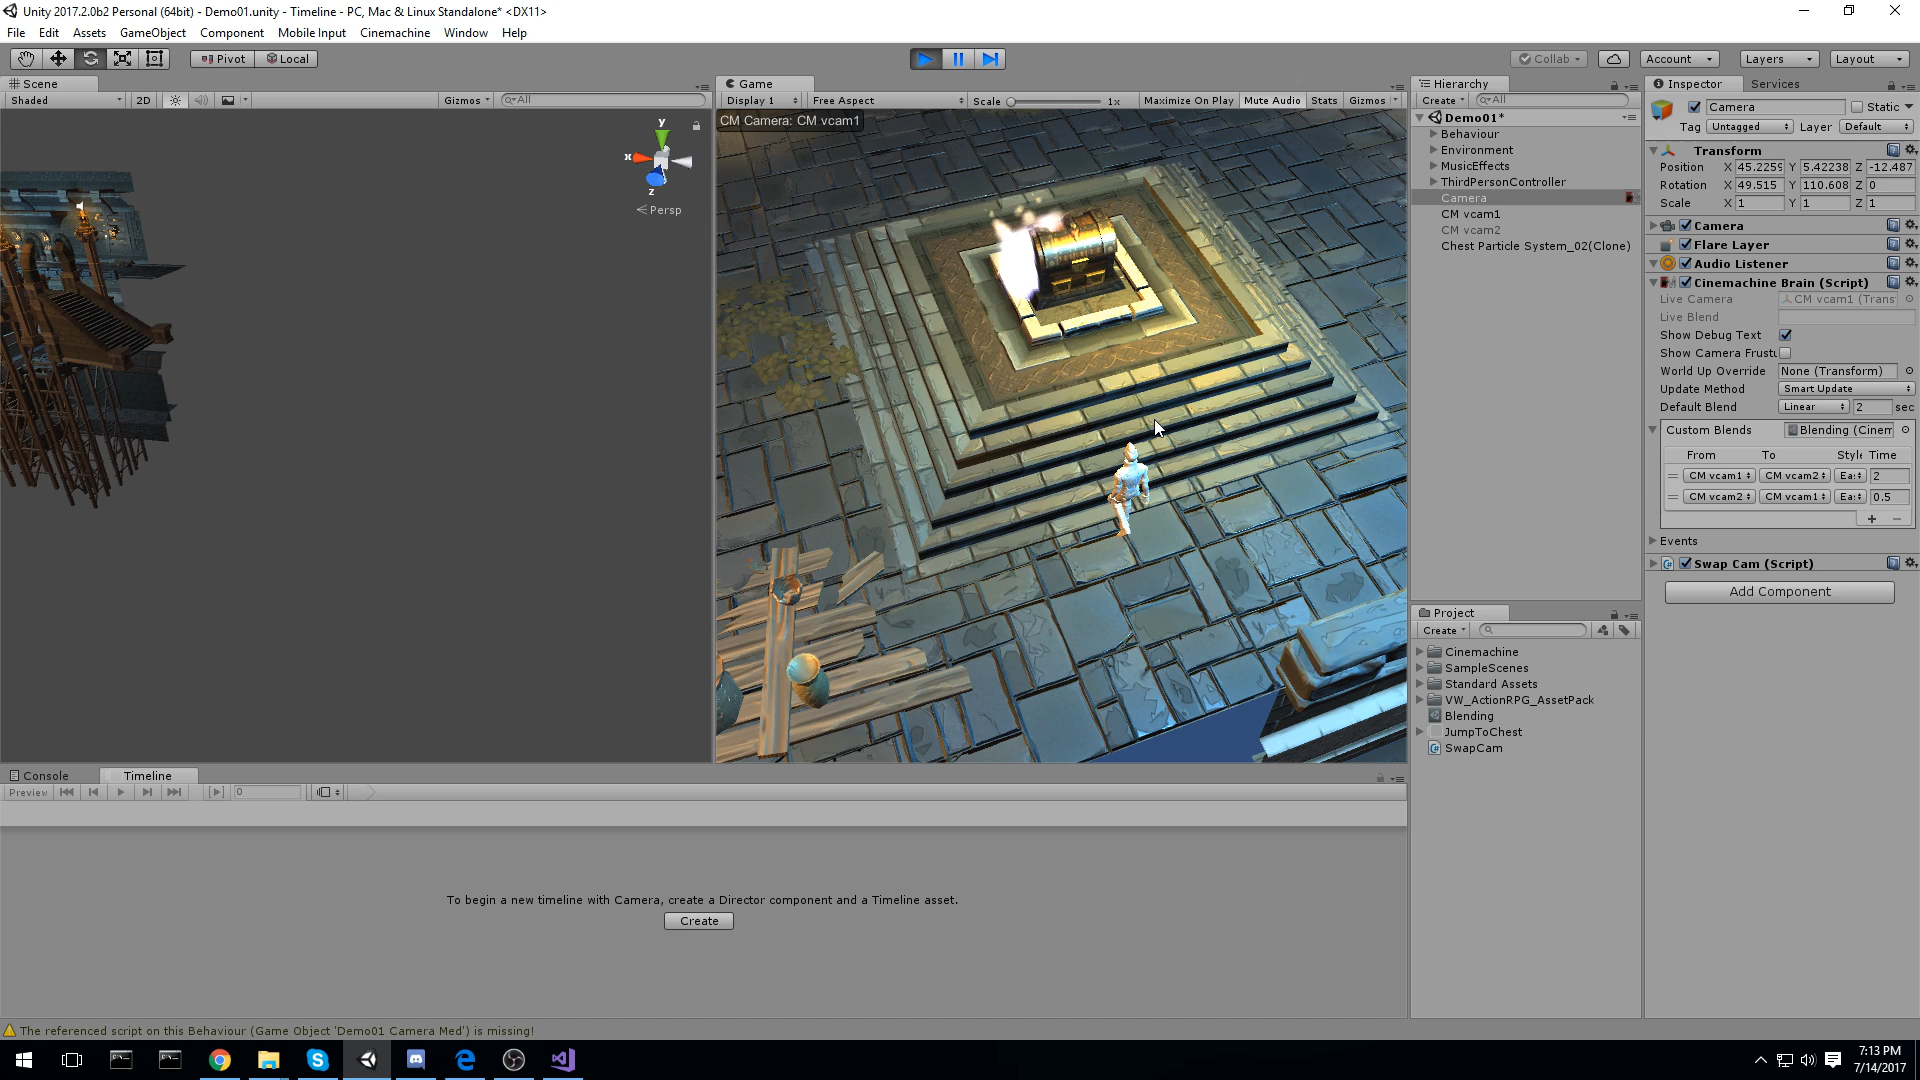 Unity 2017.2.0b2 Personal (64bit) - Demo01.unity - Timeline - PC, Mac & Linux Standalone* <DX11>
File Edit Assets GameObject Component Mobile Input Cinemachine Window Help
Pivot Local
Collab Account Layers Layout
Scene
Shaded 2D Gizmos All
y
x
z
Persp
Game
Display 1 Free Aspect Scale 1x Maximize On Play Mute Audio Stats Gizmos
CM Camera: CM vcam1
Hierarchy
Create All
Demo01*
Behaviour
Environment
MusicEffects
ThirdPersonController
Camera
CM vcam1
CM vcam2
Chest Particle System_02(Clone)
Project
Create
Cinemachine
SampleScenes
Standard Assets
VW_ActionRPG_AssetPack
Blending
JumpToChest
SwapCam
Inspector Services
Camera Static
Tag Untagged Layer Default
Transform
Position X 45.2259 Y 5.42238 Z -12.487
Rotation X 49.515 Y 110.608 Z 0
Scale X 1 Y 1 Z 1
Camera
Flare Layer
Audio Listener
Cinemachine Brain (Script)
Live Camera CM vcam1 (Trans
Live Blend
Show Debug Text
Show Camera Frustu
World Up Override None (Transform)
Update Method Smart Update
Default Blend Linear 2 sec
Custom Blends Blending (Cinem
From To Style Time
CM vcam1 CM vcam2 Ea: 2
CM vcam2 CM vcam1 Ea: 0.5
Events
Swap Cam (Script)
Add Component
Console Timeline
Preview 0
To begin a new timeline with Camera, create a Director component and a Timeline asset.
Create
The referenced script on this Behaviour (Game Object 'Demo01 Camera Med') is missing!
7:13 PM
7/14/2017